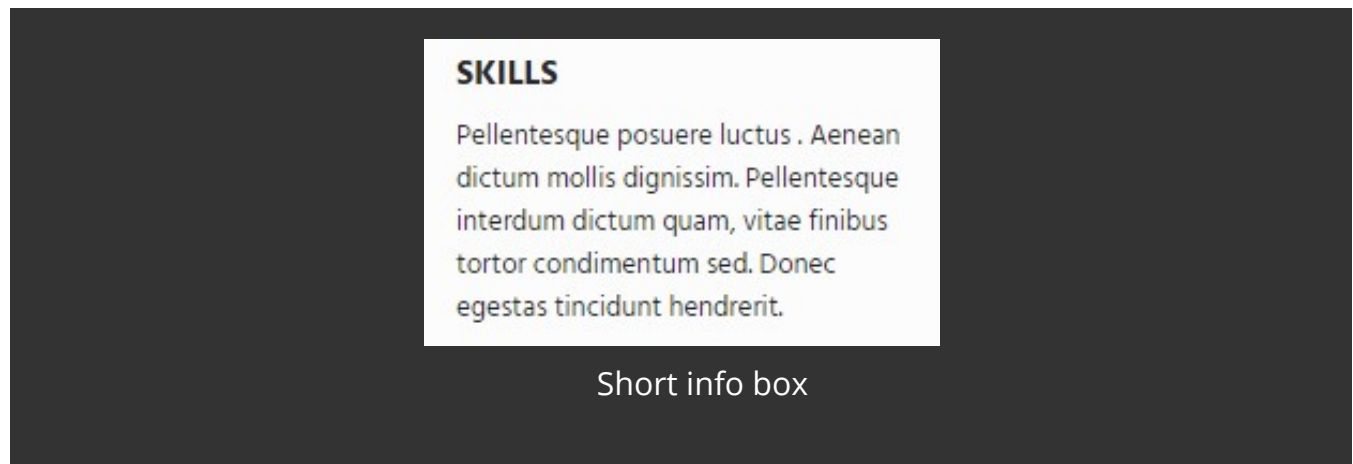 SKILLS
Pellentesque posuere luctus . Aenean
dictum mollis dignissim. Pellentesque
interdum dictum quam, vitae finibus
tortor condimentum sed. Donec
egestas tincidunt hendrerit.
Short info box